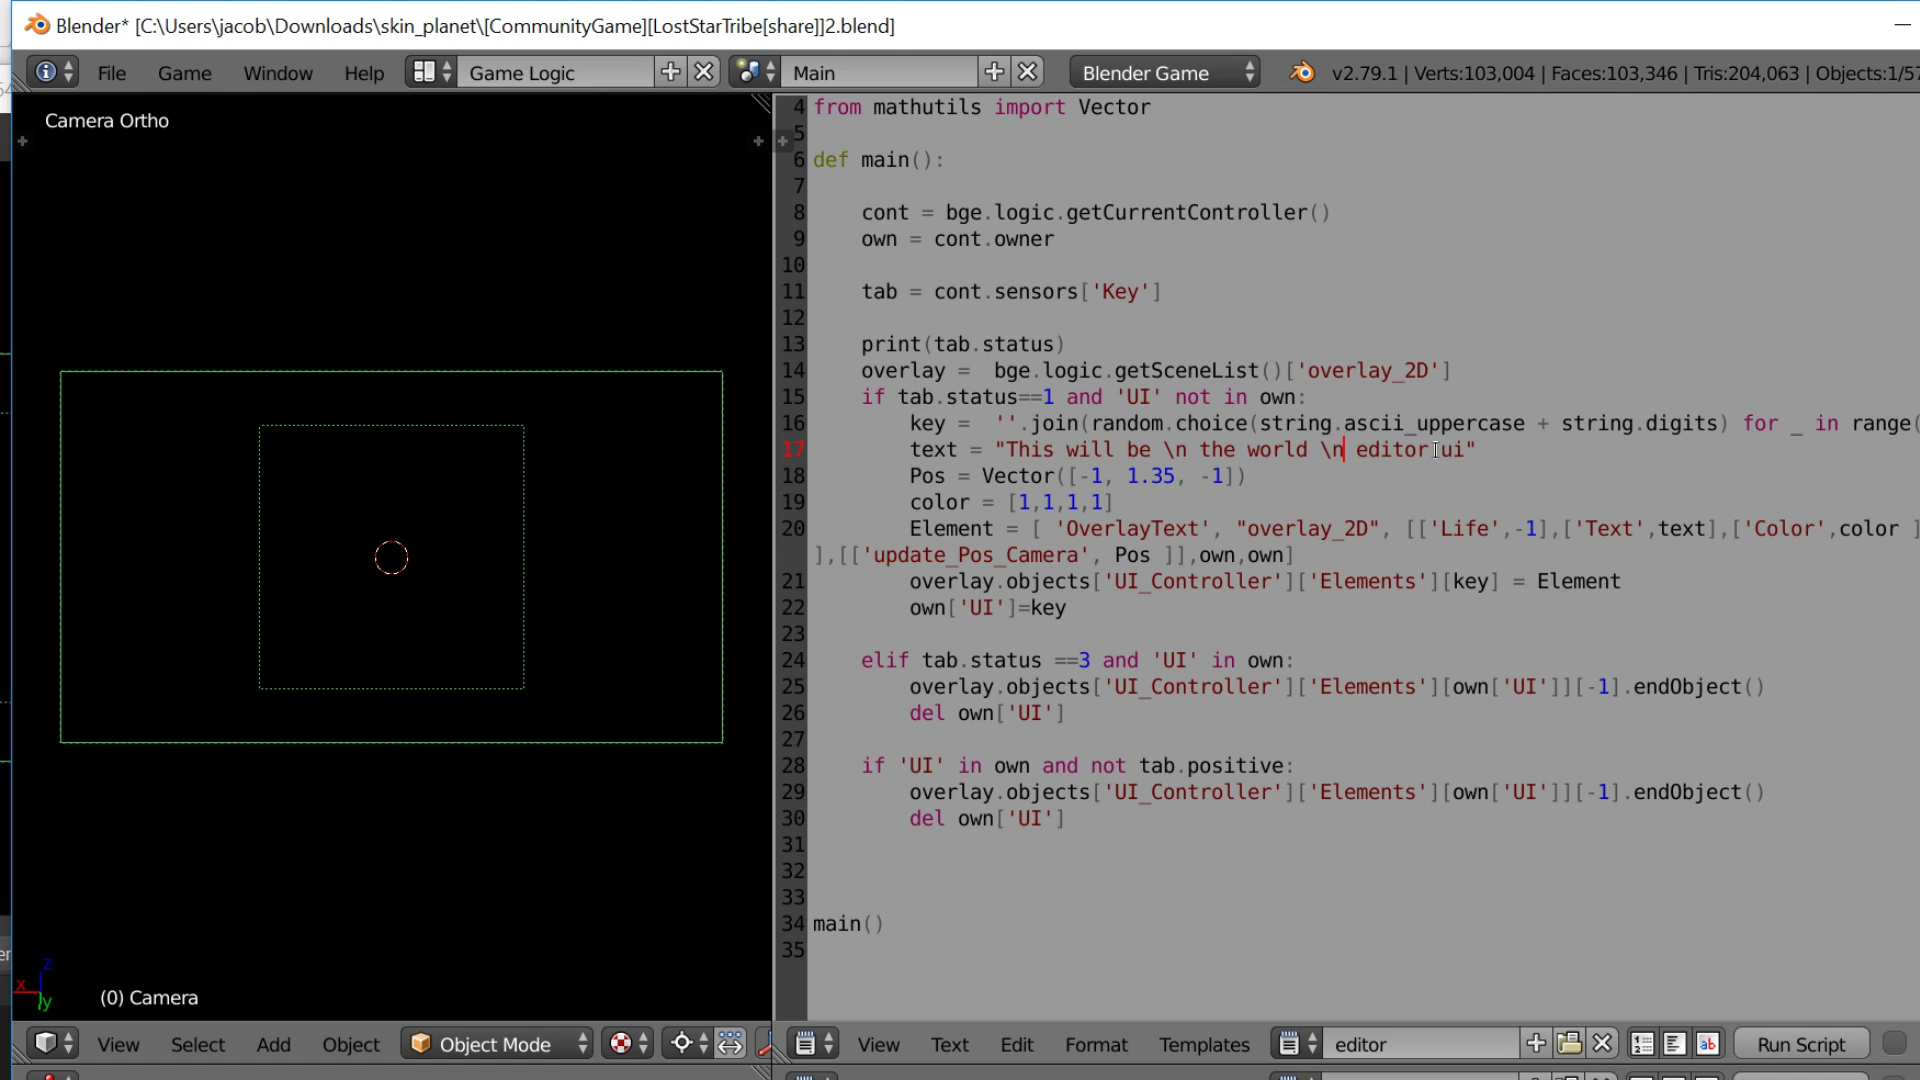 Blender* [C:\Users\jacob\Downloads\skin_planet\[CommunityGame][LostStarTribe[share]]2.blend]
File Game Window Help Game Logic Main Blender Game v2.79.1 | Verts:103,004 | Faces:103,346 | Tris:204,063 | Objects:1/57
Camera Ortho
4 from mathutils import Vector
5
6 def main():
7
8 cont = bge.logic.getCurrentController()
9 own = cont.owner
10
11 tab = cont.sensors['Key']
12
13 print(tab.status)
14 overlay =  bge.logic.getSceneList()['overlay_2D']
15 if tab.status==1 and 'UI' not in own:
16 key =  ''.join(random.choice(string.ascii_uppercase + string.digits) for _ in range(
17 text = "This will be \n the world \n editor ui"
18 Pos = Vector([-1, 1.35, -1])
19 color = [1,1,1,1]
20 Element = [ 'OverlayText', "overlay_2D", [['Life',-1],['Text',text],['Color',color ]
],[['update_Pos_Camera', Pos ]],own,own]
21 overlay.objects['UI_Controller']['Elements'][key] = Element
22 own['UI']=key
23
24 elif tab.status ==3 and 'UI' in own:
25 overlay.objects['UI_Controller']['Elements'][own['UI']][-1].endObject()
26 del own['UI']
27
28 if 'UI' in own and not tab.positive:
29 overlay.objects['UI_Controller']['Elements'][own['UI']][-1].endObject()
30 del own['UI']
31
32
33
34 main()
35
z
x
y
(0) Camera
View Select Add Object Object Mode View Text Edit Format Templates editor Run Script